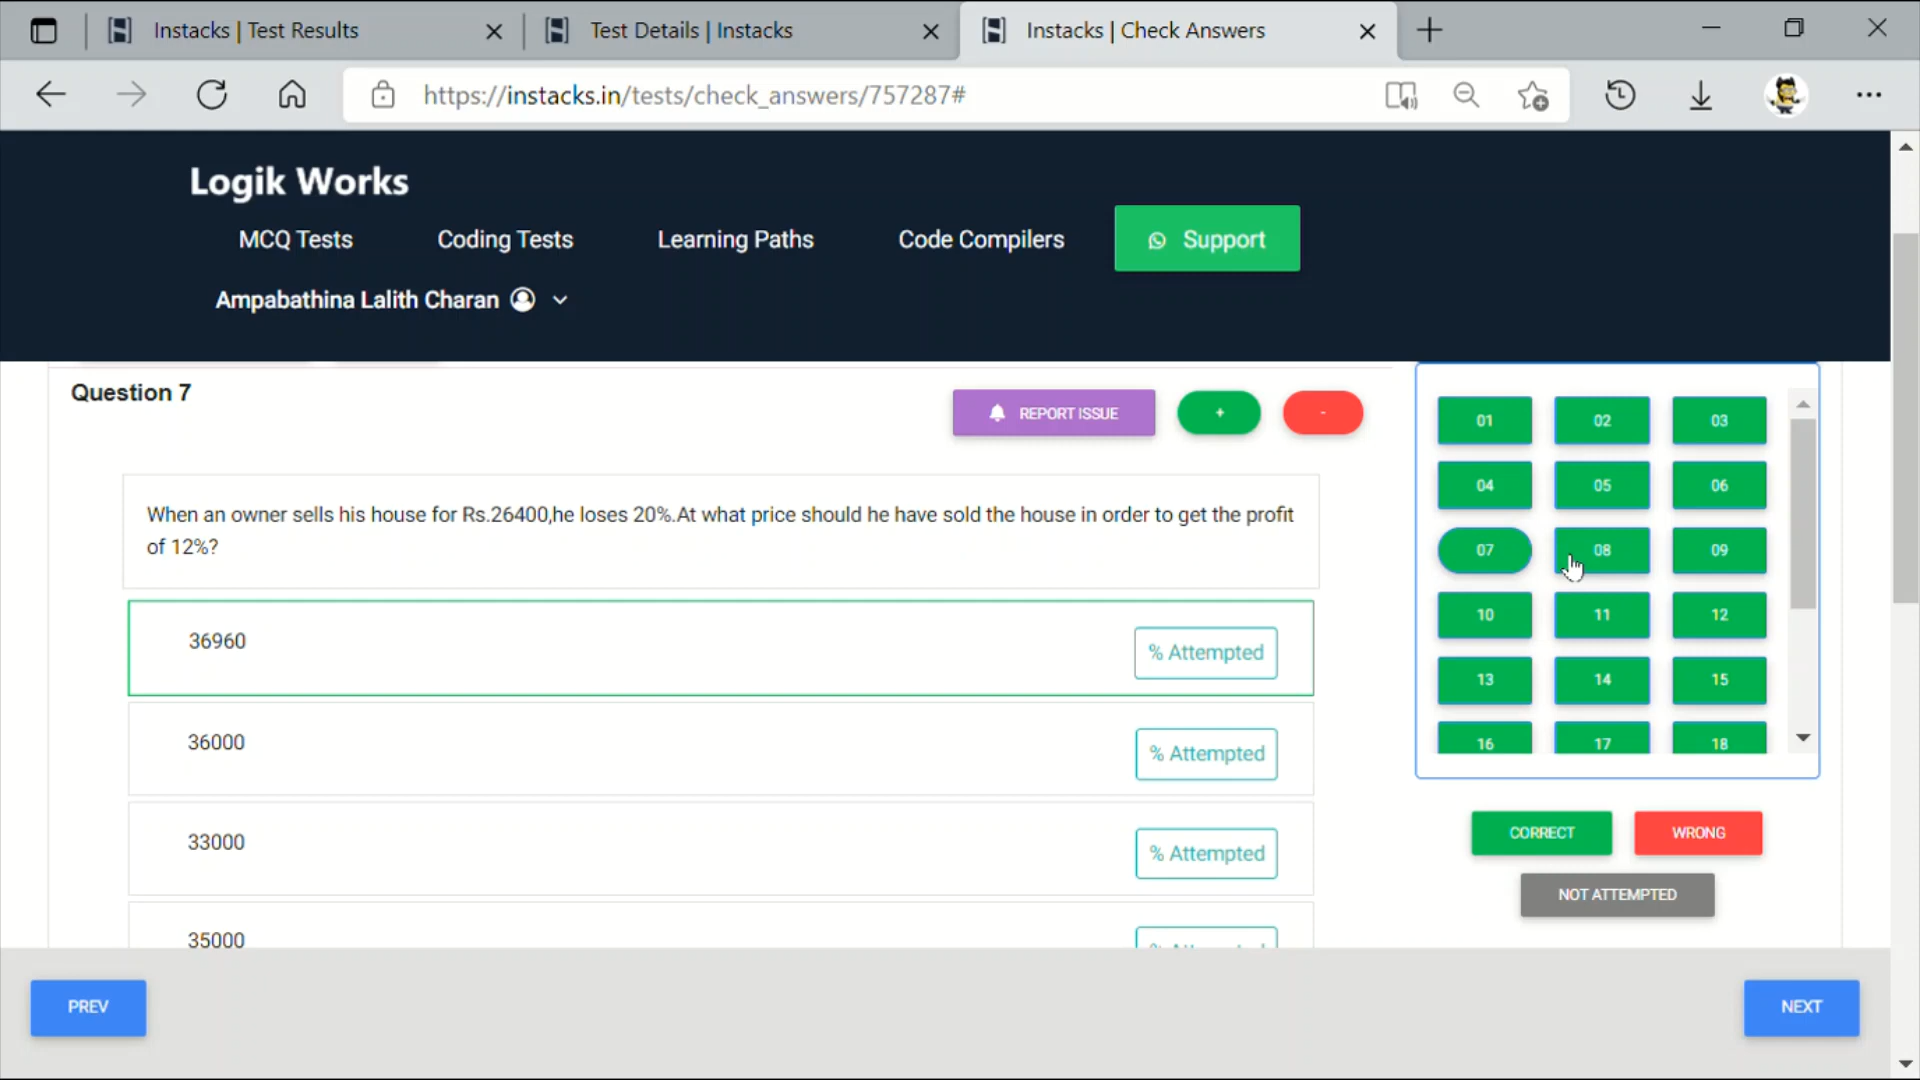 Instacks | Test Results
Test Details | Instacks
Instacks | Check Answers
https://instacks.in/tests/check_answers/757287#
Logik Works
MCQ Tests
Coding Tests
Learning Paths
Code Compilers
Support
Ampabathina Lalith Charan
Question 7
REPORT ISSUE
+
-
When an owner sells his house for Rs.26400,he loses 20%.At what price should he have sold the house in order to get the profit
of 12%?
36960
% Attempted
36000
% Attempted
33000
% Attempted
35000
01 02 03
04 05 06
07 08 09
10 11 12
13 14 15
16 17 18
CORRECT
WRONG
NOT ATTEMPTED
PREV
NEXT